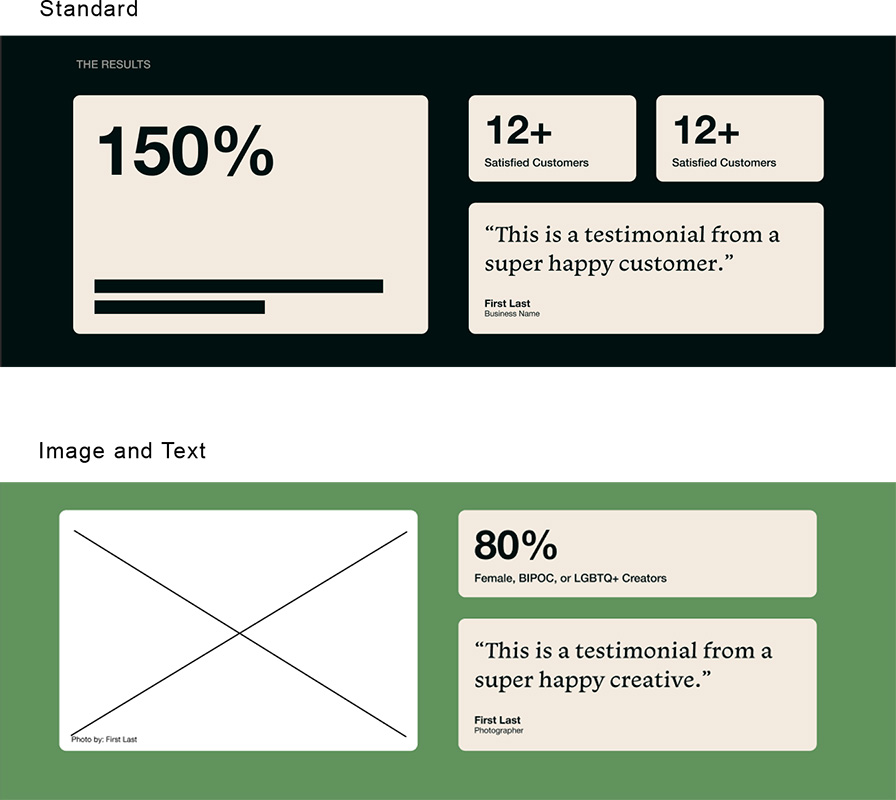 Standard
THE RESULTS
150%
12+
Satisfied Customers
12+
Satisfied Customers
“This is a testimonial from a
super happy customer.”
First Last
Business Name
Image and Text
Photo by: First Last
80%
Female, BIPOC, or LGBTQ+ Creators
“This is a testimonial from a
super happy creative.”
First Last
Photographer